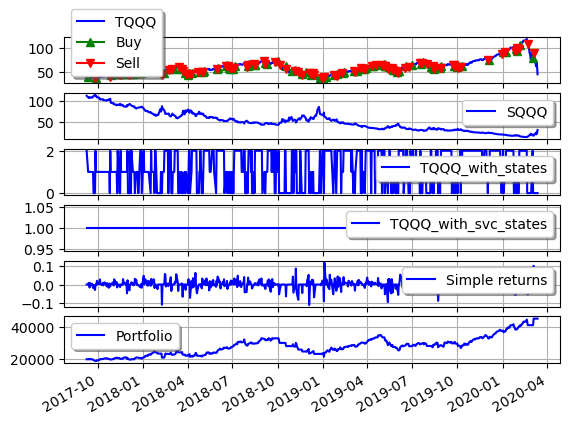 TQQQ
Buy
Sell
100
50
SQQQ
100
50
TQQQ_with_states
2
0
TQQQ_with_svc_states
1.05
1.00
0.95
Simple returns
0.1
0.0
−0.1
Portfolio
40000
20000
2017-10 2018-01 2018-04 2018-07 2018-10 2019-01 2019-04 2019-07 2019-10 2020-01 2020-04